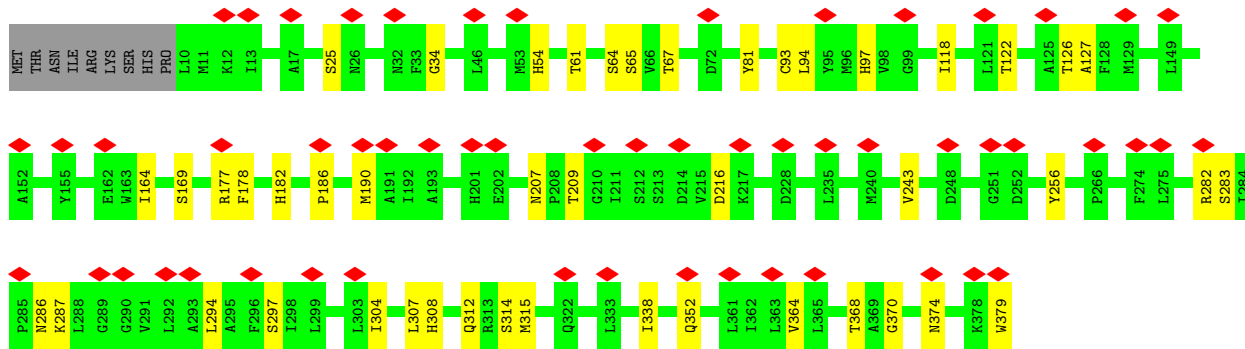 MET THR ASN ILE ARG LYS SER HIS PRO L10 M11 K12 I13 A17 S25 N26 N32 F33 G34 L46 M53 H54 T61 S64 S65 V66 T67 D72 Y81 C93 L94 Y95 M96 H97 V98 G99 I118 L121 T122 A125 T126 A127 F128 M129 L149
A152 Y155 E162 W163 I164 S169 R177 F178 H182 P186 M190 A191 I192 A193 H201 E202 N207 P208 T209 G210 I211 S212 S213 D214 V215 D216 K217 D228 L235 M240 V243 D248 G251 D252 Y256 P266 F274 L275 R282 S283 I284
P285 N286 K287 L288 G289 G290 V291 L292 A293 L294 A295 F296 S297 I298 L299 L303 I304 L307 H308 Q312 R313 S314 M315 Q322 L333 I338 Q352 L361 I362 L363 V364 L365 T368 A369 G370 N374 K378 W379